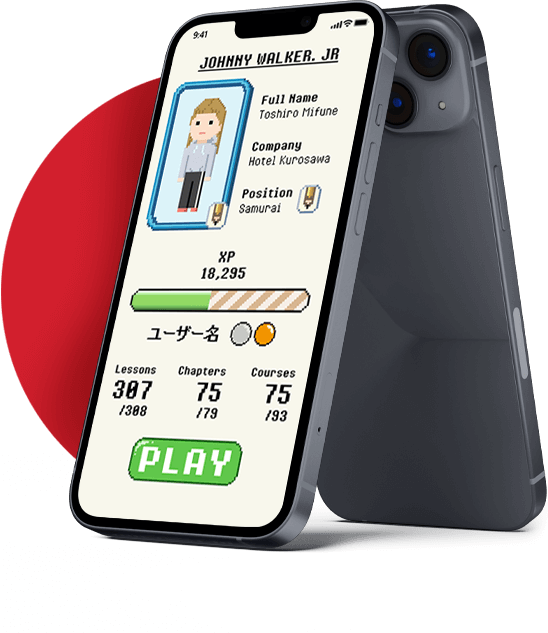 9:41
JOHNNY WALKER. JR
Full Name
Toshiro Mifune
Company
Hotel Kurosawa
Position
Samurai
XP
18,295
ユーザー名
Lessons Chapters Courses
307 75 75
/308 /79 /93
PLAY